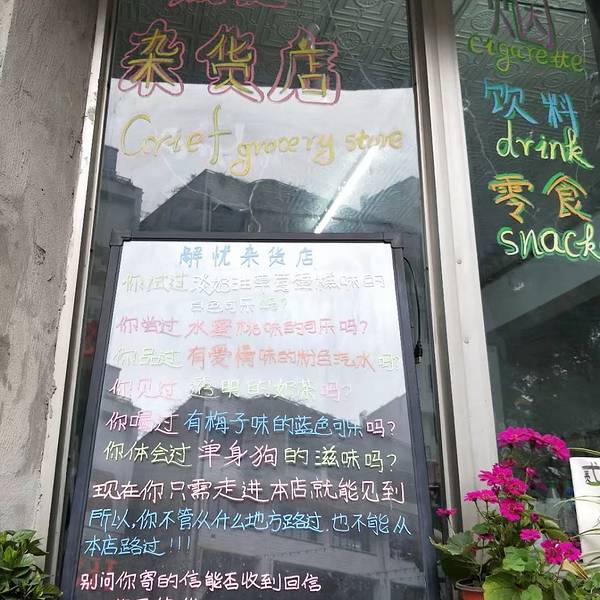 杂货店
Grief grocery store
烟
cigarette
饮料
drink
零食
snack
解忧杂货店
你试过淡奶油草莓蛋糕味的
白色可乐吗?
你尝过水蜜桃味的可乐吗?
你品过有爱橘味的粉色汽水吗?
你见过透明的奶茶吗?
你喝过有梅子味的蓝色可乐吗?
你体会过单身狗的滋味吗?
现在你只需走进本店就能见到
所以,你不管从什么地方路过,也不能从
本店路过!!!
别问你寄的信能否收到回信